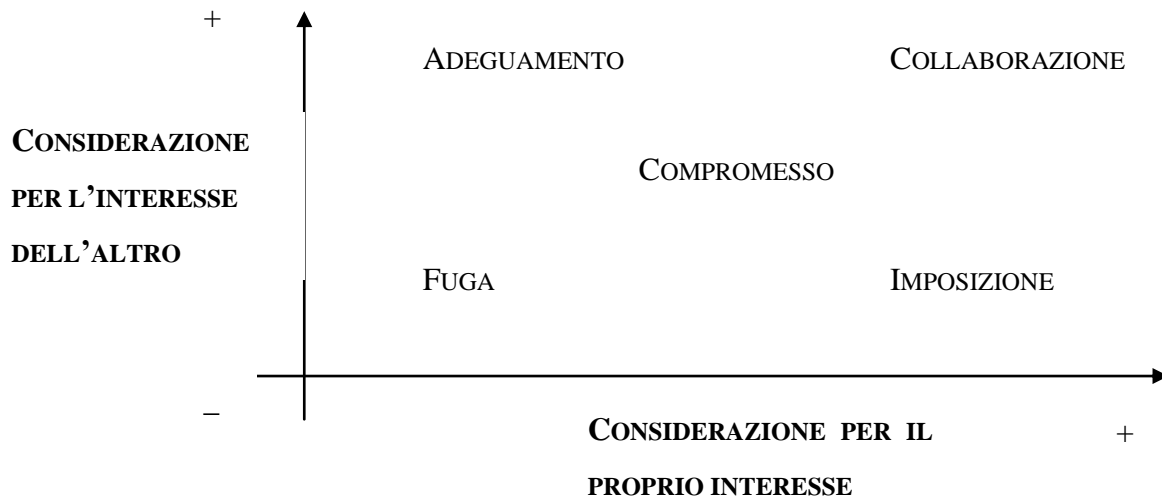 +
ADEGUAMENTO COLLABORAZIONE
CONSIDERAZIONE
PER L’INTERESSE
DELL’ALTRO
COMPROMESSO
FUGA IMPOSIZIONE
–
CONSIDERAZIONE PER IL
PROPRIO INTERESSE
+